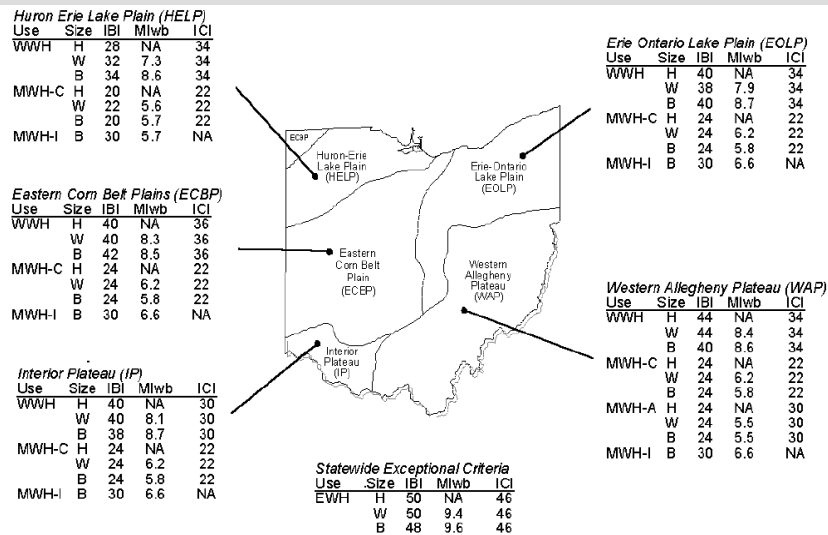 Huron Erie Lake Plain (HELP)
Use Size IBI MIwb ICI
WWH H 28 NA 34
W 32 7.3 34
B 34 8.6 34
MWH-C H 20 NA 22
W 22 5.6 22
B 20 5.7 22
MWH-I B 30 5.7 NA
Eastern Corn Belt Plains (ECBP)
Use Size IBI MIwb ICI
WWH H 40 NA 36
W 40 8.3 36
B 42 8.5 36
MWH-C H 24 NA 22
W 24 6.2 22
B 24 5.8 22
MWH-I B 30 6.6 NA
Interior Plateau (IP)
Use Size IBI MIwb ICI
WWH H 40 NA 30
W 40 8.1 30
B 38 8.7 30
MWH-C H 24 NA 22
W 24 6.2 22
B 24 5.8 22
MWH-I B 30 6.6 NA
ECBP
Huron-Erie
Lake Plain
(HELP)
Erie-Ontario
Lake Plain
(EOLP)
Eastern
Corn Belt
Plain
(ECBP)
Western
Allegheny
Plateau
(WAP)
Interior
Plateau
(IP)
Erie Ontario Lake Plain (EOLP)
Use Size IBI MIwb ICI
WWH H 40 NA 34
W 38 7.9 34
B 40 8.7 34
MWH-C H 24 NA 22
W 24 6.2 22
B 24 5.8 22
MWH-I B 30 6.6 NA
Western Allegheny Plateau (WAP)
Use Size IBI MIwb ICI
WWH H 44 NA 34
W 44 8.4 34
B 40 8.6 34
MWH-C H 24 NA 22
W 24 6.2 22
B 24 5.8 22
MWH-A H 24 NA 30
W 24 5.5 30
B 24 5.5 30
MWH-I B 30 6.6 NA
Statewide Exceptional Criteria
Use .Size IBI MIwb ICI
EWH H 50 NA 46
W 50 9.4 46
B 48 9.6 46